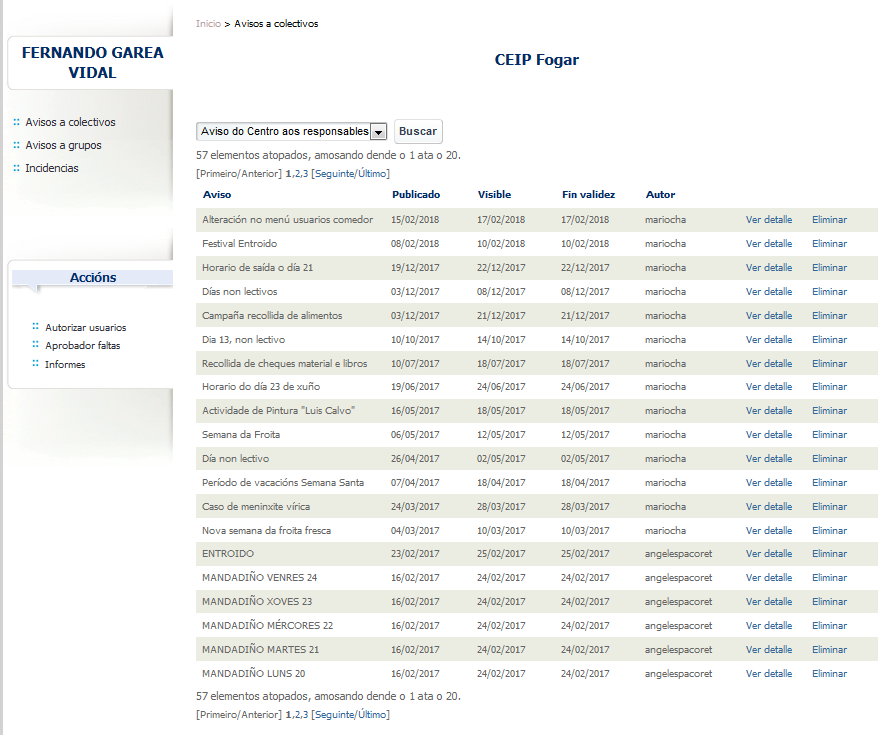 Inicio > Avisos a colectivos
FERNANDO GAREA
VIDAL
:: Avisos a colectivos
:: Avisos a grupos
:: Incidencias
Accións
:: Autorizar usuarios
:: Aprobador faltas
:: Informes
CEIP Fogar
Aviso do Centro aos responsables Buscar
57 elementos atopados, amosando dende o 1 ata o 20.
[Primeiro/Anterior] 1,2,3 [Seguinte/Último]
Aviso Publicado Visible Fin validez Autor
Alteración no menú usuarios comedor 15/02/2018 17/02/2018 17/02/2018 mariocha Ver detalle Eliminar
Festival Entroido 08/02/2018 10/02/2018 10/02/2018 mariocha Ver detalle Eliminar
Horario de saída o día 21 19/12/2017 22/12/2017 22/12/2017 mariocha Ver detalle Eliminar
Días non lectivos 03/12/2017 08/12/2017 08/12/2017 mariocha Ver detalle Eliminar
Campaña recollida de alimentos 03/12/2017 21/12/2017 21/12/2017 mariocha Ver detalle Eliminar
Dia 13, non lectivo 10/10/2017 14/10/2017 14/10/2017 mariocha Ver detalle Eliminar
Recollida de cheques material e libros 10/07/2017 18/07/2017 18/07/2017 mariocha Ver detalle Eliminar
Horario do día 23 de xuño 19/06/2017 24/06/2017 24/06/2017 mariocha Ver detalle Eliminar
Actividade de Pintura "Luis Calvo" 16/05/2017 18/05/2017 18/05/2017 mariocha Ver detalle Eliminar
Semana da Froita 06/05/2017 12/05/2017 12/05/2017 mariocha Ver detalle Eliminar
Día non lectivo 26/04/2017 02/05/2017 02/05/2017 mariocha Ver detalle Eliminar
Período de vacacións Semana Santa 07/04/2017 18/04/2017 18/04/2017 mariocha Ver detalle Eliminar
Caso de meninxite vírica 24/03/2017 28/03/2017 28/03/2017 mariocha Ver detalle Eliminar
Nova semana da froita fresca 04/03/2017 10/03/2017 10/03/2017 mariocha Ver detalle Eliminar
ENTROIDO 23/02/2017 25/02/2017 25/02/2017 angelespacoret Ver detalle Eliminar
MANDADIÑO VENRES 24 16/02/2017 24/02/2017 24/02/2017 angelespacoret Ver detalle Eliminar
MANDADIÑO XOVES 23 16/02/2017 24/02/2017 24/02/2017 angelespacoret Ver detalle Eliminar
MANDADIÑO MÉRCORES 22 16/02/2017 24/02/2017 24/02/2017 angelespacoret Ver detalle Eliminar
MANDADIÑO MARTES 21 16/02/2017 24/02/2017 24/02/2017 angelespacoret Ver detalle Eliminar
MANDADIÑO LUNS 20 16/02/2017 24/02/2017 24/02/2017 angelespacoret Ver detalle Eliminar
57 elementos atopados, amosando dende o 1 ata o 20.
[Primeiro/Anterior] 1,2,3 [Seguinte/Último]